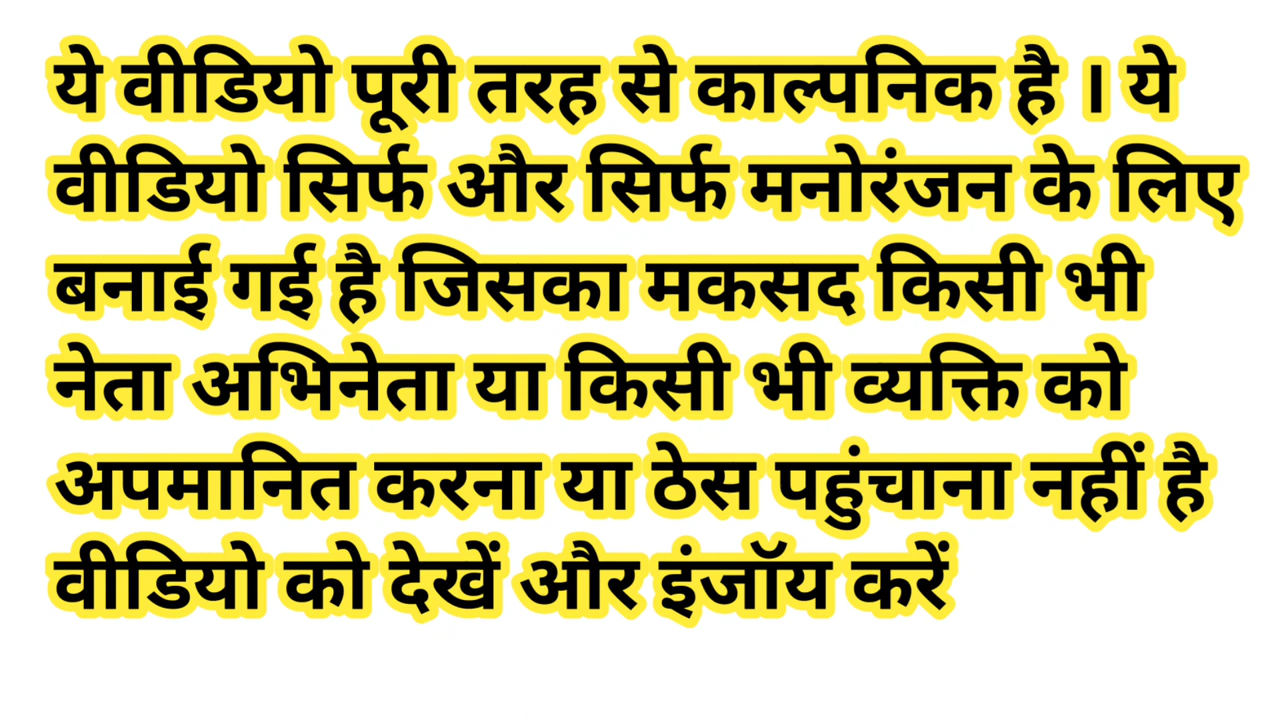 ये वीडियो पूरी तरह से काल्पनिक है । ये
वीडियो सिर्फ और सिर्फ मनोरंजन के लिए
बनाई गई है जिसका मकसद किसी भी
नेता अभिनेता या किसी भी व्यक्ति को
अपमानित करना या ठेस पहुंचाना नहीं है
वीडियो को देखें और इंजॉय करें